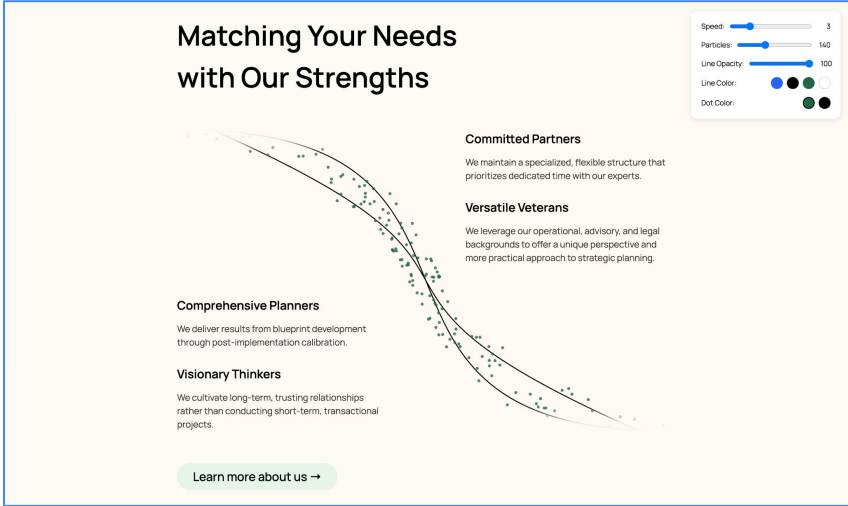 Matching Your Needs
with Our Strengths
Speed: 3
Particles: 140
Line Opacity: 100
Line Color:
Dot Color:
Committed Partners
We maintain a specialized, flexible structure that
prioritizes dedicated time with our experts.
Versatile Veterans
We leverage our operational, advisory, and legal
backgrounds to offer a unique perspective and
more practical approach to strategic planning.
Comprehensive Planners
We deliver results from blueprint development
through post-implementation calibration.
Visionary Thinkers
We cultivate long-term, trusting relationships
rather than conducting short-term, transactional
projects.
Learn more about us →